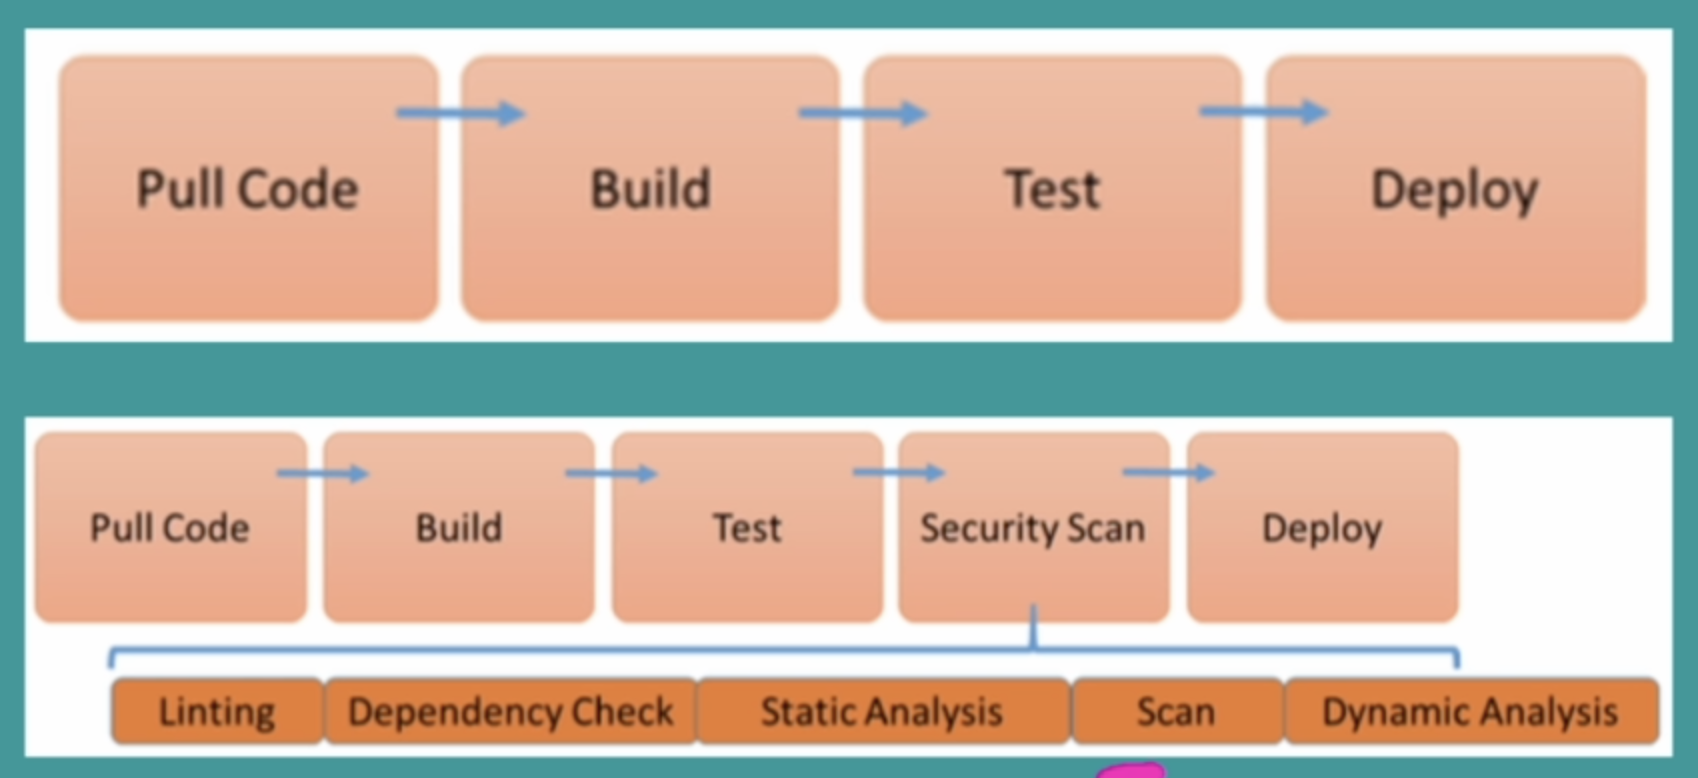 Pull Code
Build
Test
Deploy
Pull Code
Build
Test
Security Scan
Deploy
Linting
Dependency Check
Static Analysis
Scan
Dynamic Analysis